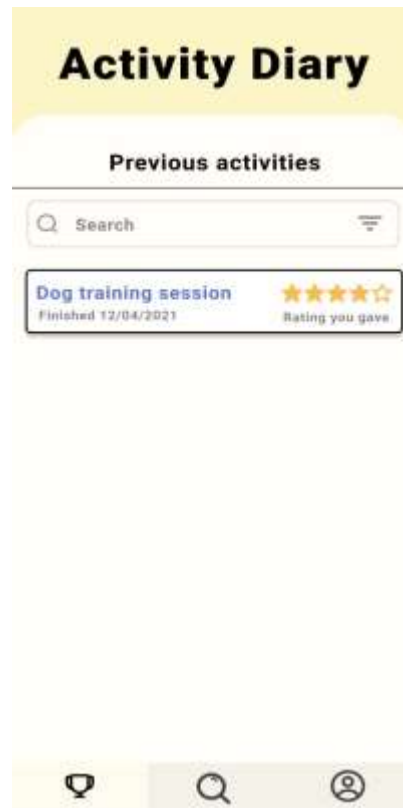 Activity Diary
Previous activities
Search
Dog training session
Finished 12/04/2021
Rating you gave